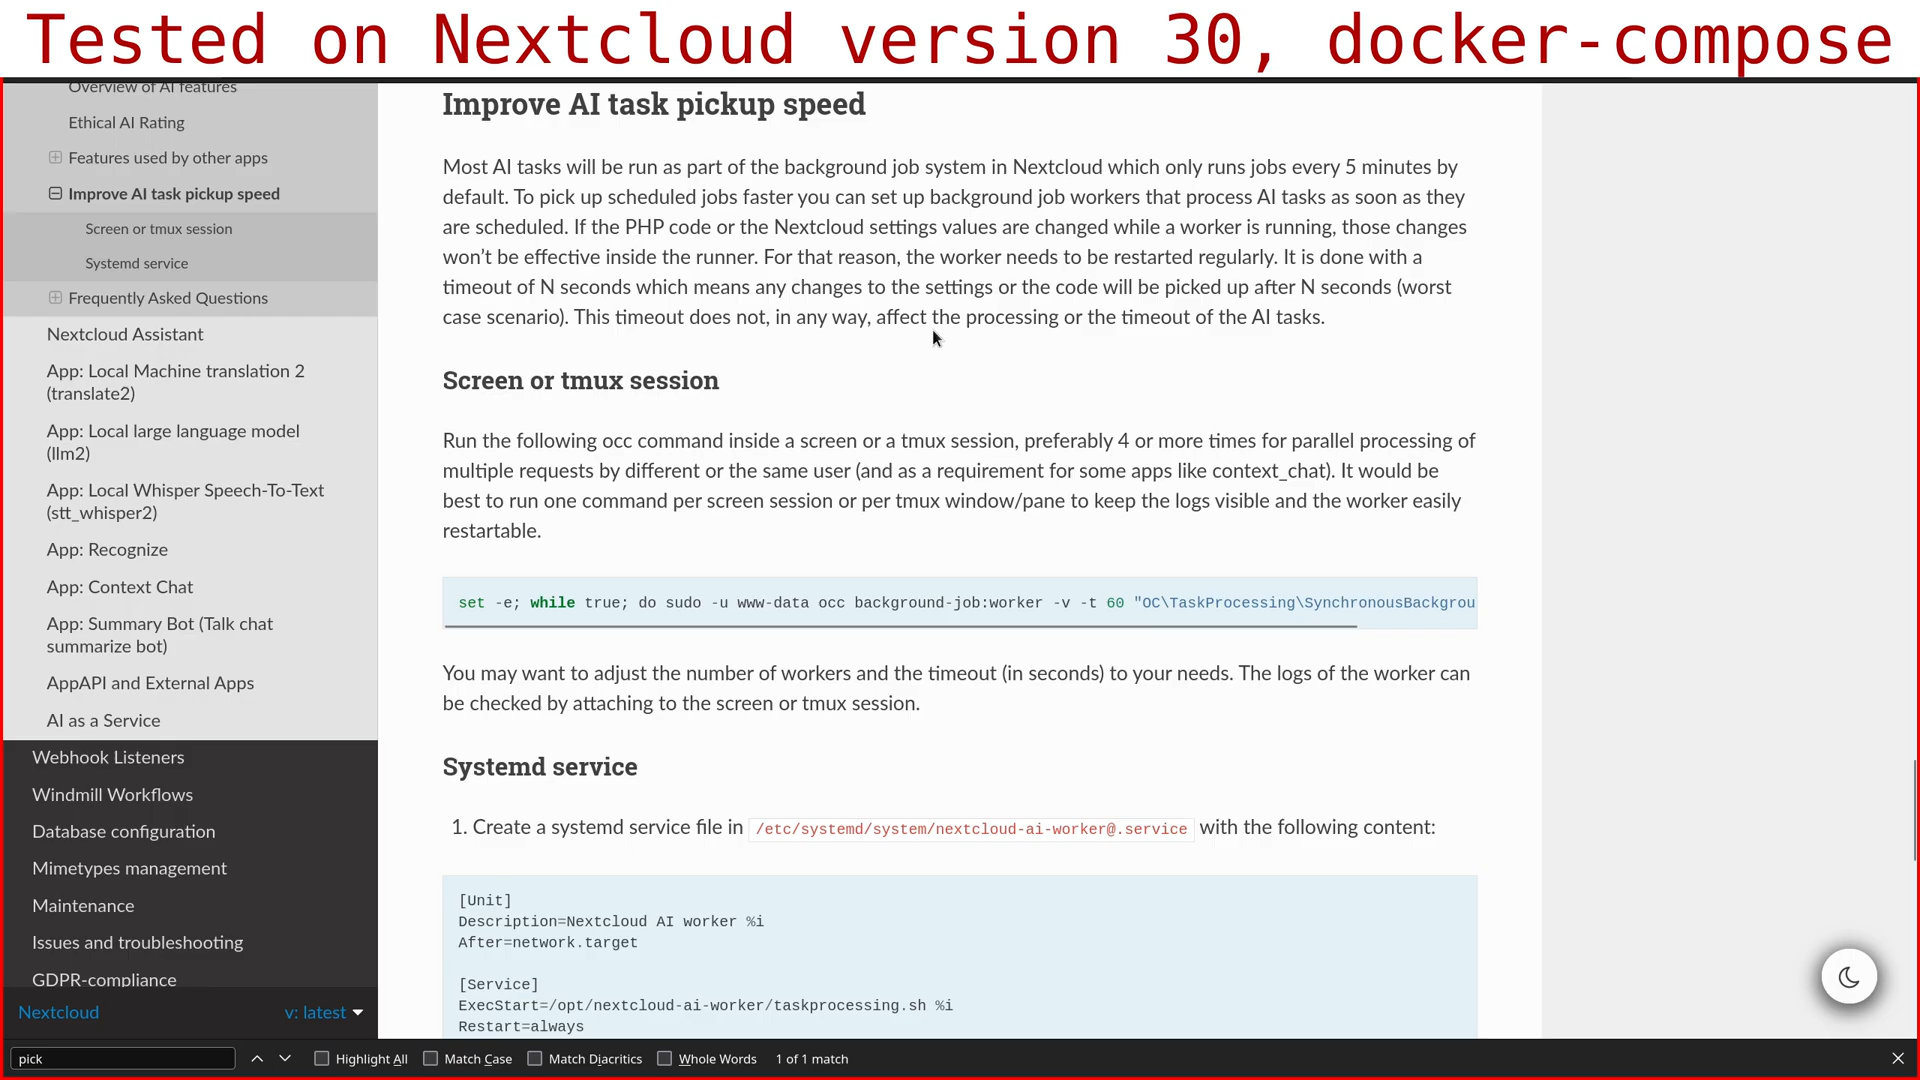 Tested on Nextcloud version 30, docker-compose
Overview of AI features
Ethical AI Rating
Features used by other apps
Improve AI task pickup speed
Screen or tmux session
Systemd service
Frequently Asked Questions
Nextcloud Assistant
App: Local Machine translation 2
(translate2)
App: Local large language model
(llm2)
App: Local Whisper Speech-To-Text
(stt_whisper2)
App: Recognize
App: Context Chat
App: Summary Bot (Talk chat
summarize bot)
AppAPI and External Apps
AI as a Service
Webhook Listeners
Windmill Workflows
Database configuration
Mimetypes management
Maintenance
Issues and troubleshooting
GDPR-compliance
Nextcloud
v: latest
Improve AI task pickup speed
Most AI tasks will be run as part of the background job system in Nextcloud which only runs jobs every 5 minutes by
default. To pick up scheduled jobs faster you can set up background job workers that process AI tasks as soon as they
are scheduled. If the PHP code or the Nextcloud settings values are changed while a worker is running, those changes
won't be effective inside the runner. For that reason, the worker needs to be restarted regularly. It is done with a
timeout of N seconds which means any changes to the settings or the code will be picked up after N seconds (worst
case scenario). This timeout does not, in any way, affect the processing or the timeout of the AI tasks.
Screen or tmux session
Run the following occ command inside a screen or a tmux session, preferably 4 or more times for parallel processing of
multiple requests by different or the same user (and as a requirement for some apps like context_chat). It would be
best to run one command per screen session or per tmux window/pane to keep the logs visible and the worker easily
restartable.
set -e; while true; do sudo -u www-data occ background-job:worker -v -t 60 "OC\TaskProcessing\SynchronousBackgrou
You may want to adjust the number of workers and the timeout (in seconds) to your needs. The logs of the worker can
be checked by attaching to the screen or tmux session.
Systemd service
1. Create a systemd service file in /etc/systemd/system/nextcloud-ai-worker@.service with the following content:
[Unit]
Description=Nextcloud AI worker %i
After=network.target
[Service]
ExecStart=/opt/nextcloud-ai-worker/taskprocessing.sh %i
Restart=always
pick
Highlight All
Match Case
Match Diacritics
Whole Words
1 of 1 match